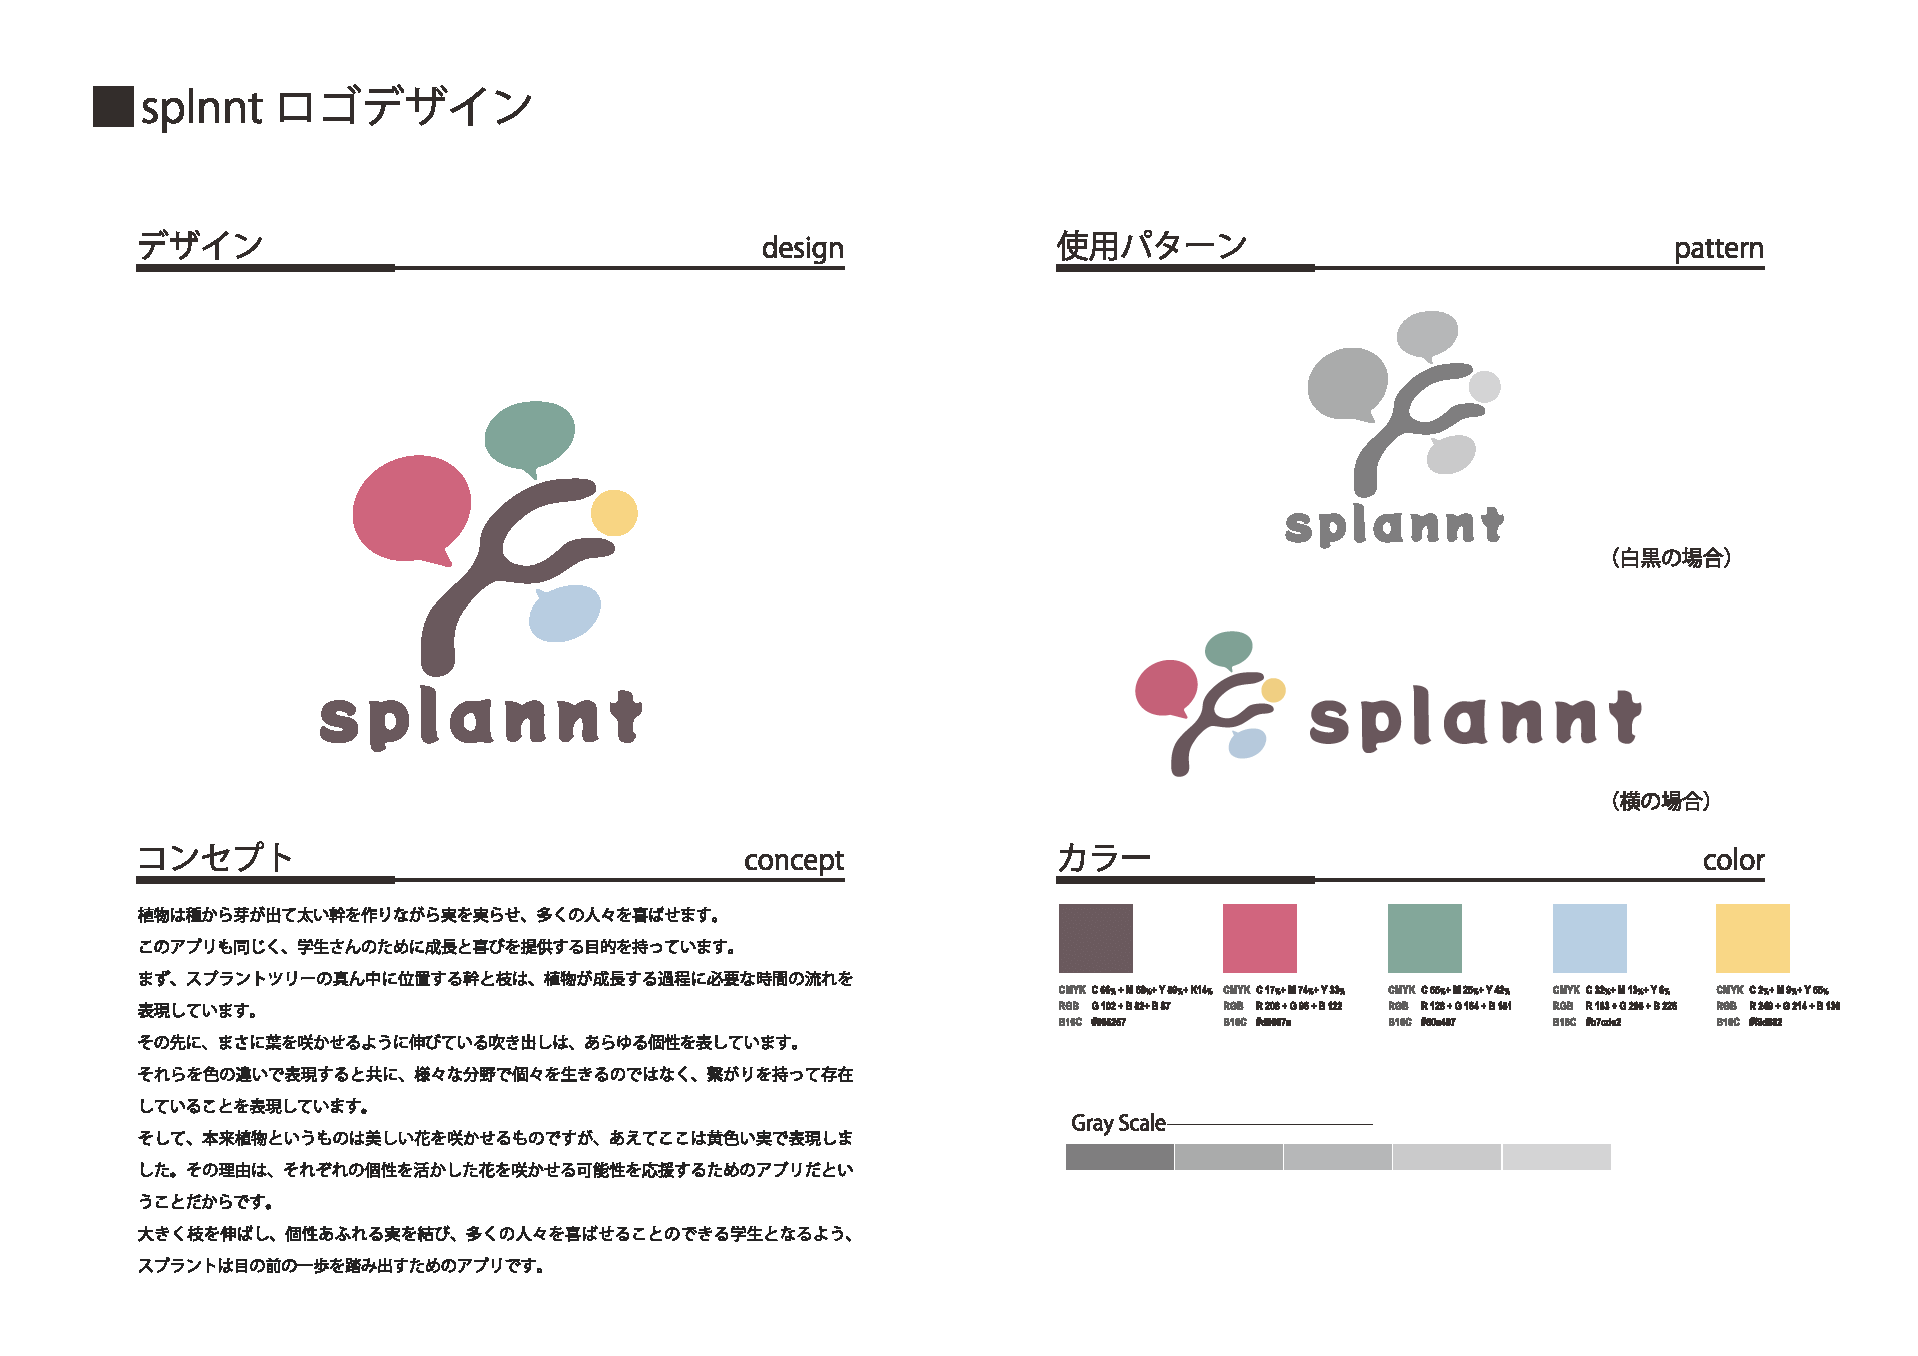 splnnt ロゴデザイン
デザイン
design
splannt
コンセプト
concept
植物は種から芽が出て太い幹を作りながら実を実らせ、多くの人々を喜ばせます。
このアプリも同じく、学生さんのために成長と喜びを提供する目的を持っています。
まず、スプラントツリーの真ん中に位置する幹と枝は、植物が成長する過程に必要な時間の流れを
表現しています。
その先に、まさに葉を咲かせるように伸びている吹き出しは、あらゆる個性を表しています。
それらを色の違いで表現すると共に、様々な分野で個々を生きるのではなく、繋がりを持って存在
していることを表現しています。
そして、本来植物というものは美しい花を咲かせるものですが、あえてここは黄色い実で表現しま
した。その理由は、それぞれの個性を活かした花を咲かせる可能性を応援するためのアプリだとい
うことだからです。
大きく枝を伸ばし、個性あふれる実を結び、多くの人々を喜ばせることのできる学生となるよう、
スプラントは目の前の一歩を踏み出すためのアプリです。
使用パターン
pattern
splannt
（白黒の場合）
splannt
（横の場合）
カラー
color
CMYK
RGB
CMYK C 17%+ M 74%+ Y 33%
RGB
CMYK C 55%+ M 25%+ Y 43%
RGB
CMYK
RGB
CMYK
RGB
Gray Scale